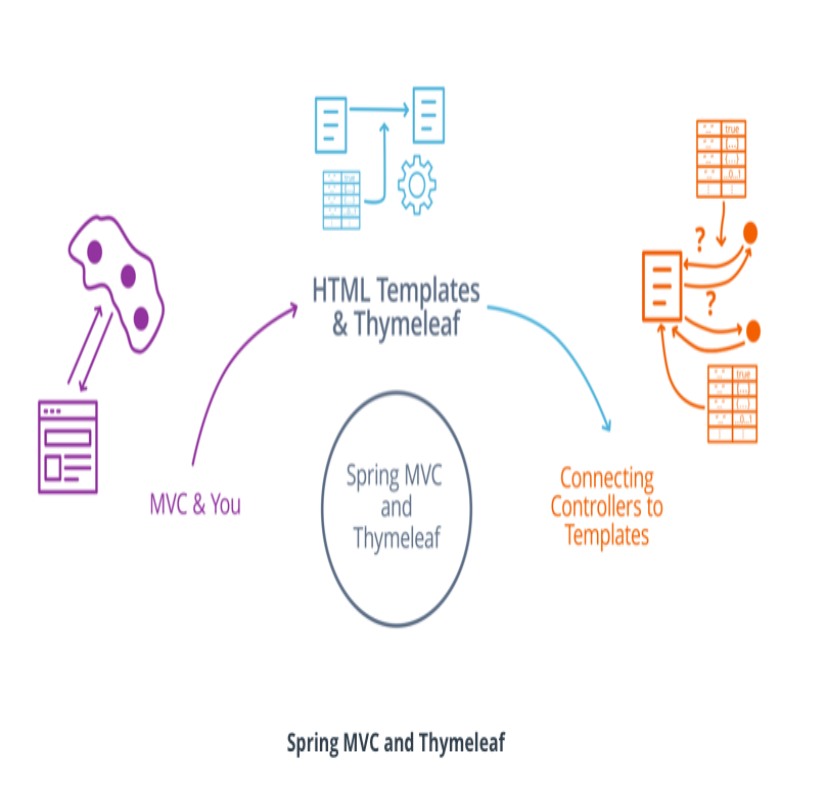 true
true
?
?
true
HTML Templates
& Thymeleaf
MVC & You
Spring MVC
and
Thymeleaf
Connecting
Controllers to
Templates
Spring MVC and Thymeleaf